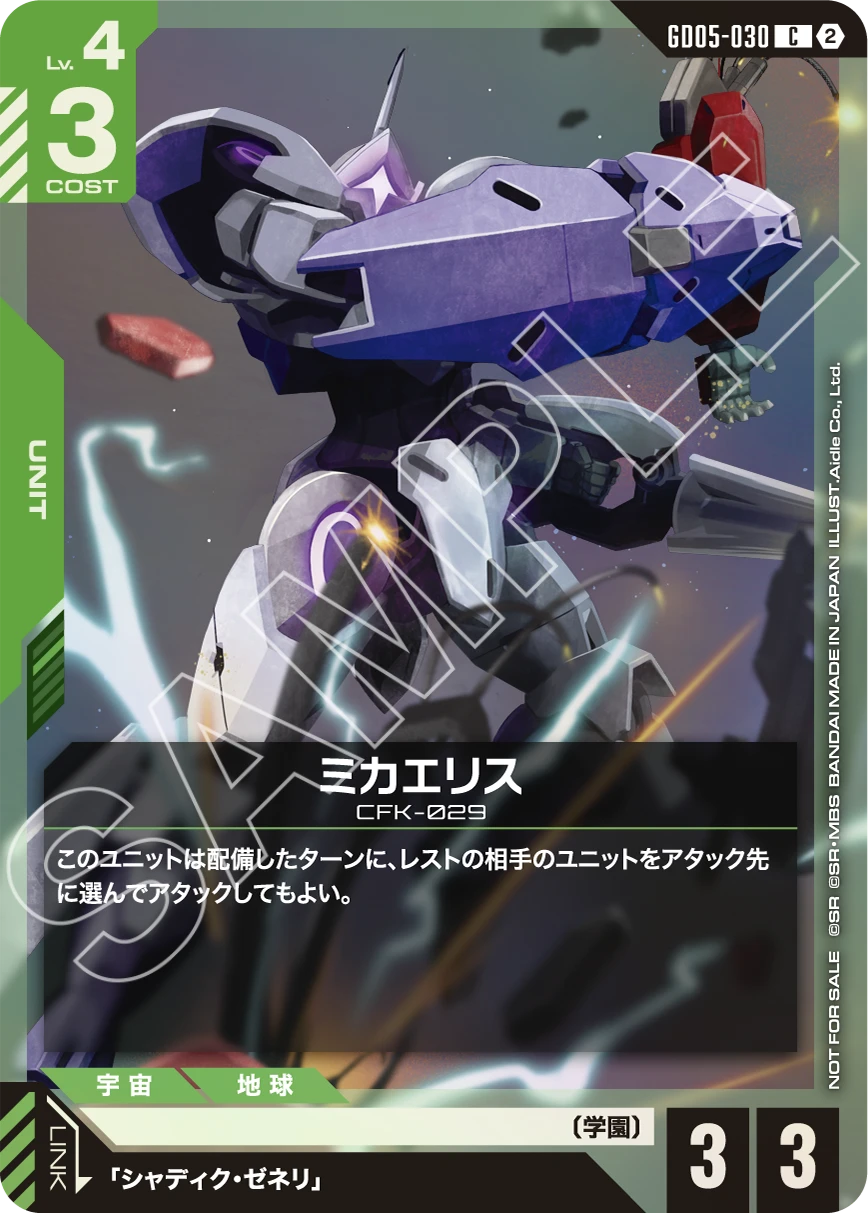 Lv. 4
3
COST
GD05-030 C 2
UNIT
SAMPLE
ミカエリス
CFK-029
このユニットは配備したターンに、レストの相手のユニットをアタック先
に選んでアタックしてもよい。
宇宙 地球
〔学園〕
LINK
「シャディク・ゼネリ」
3 3
NOT FOR SALE ©SR ©SR・MBS BANDAI MADE IN JAPAN ILLUST.Aidle Co., Ltd.